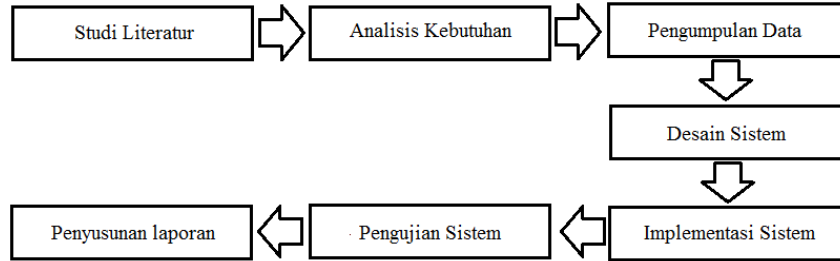 Studi Literatur
Analisis Kebutuhan
Pengumpulan Data
Desain Sistem
Implementasi Sistem
Pengujian Sistem
Penyusunan laporan